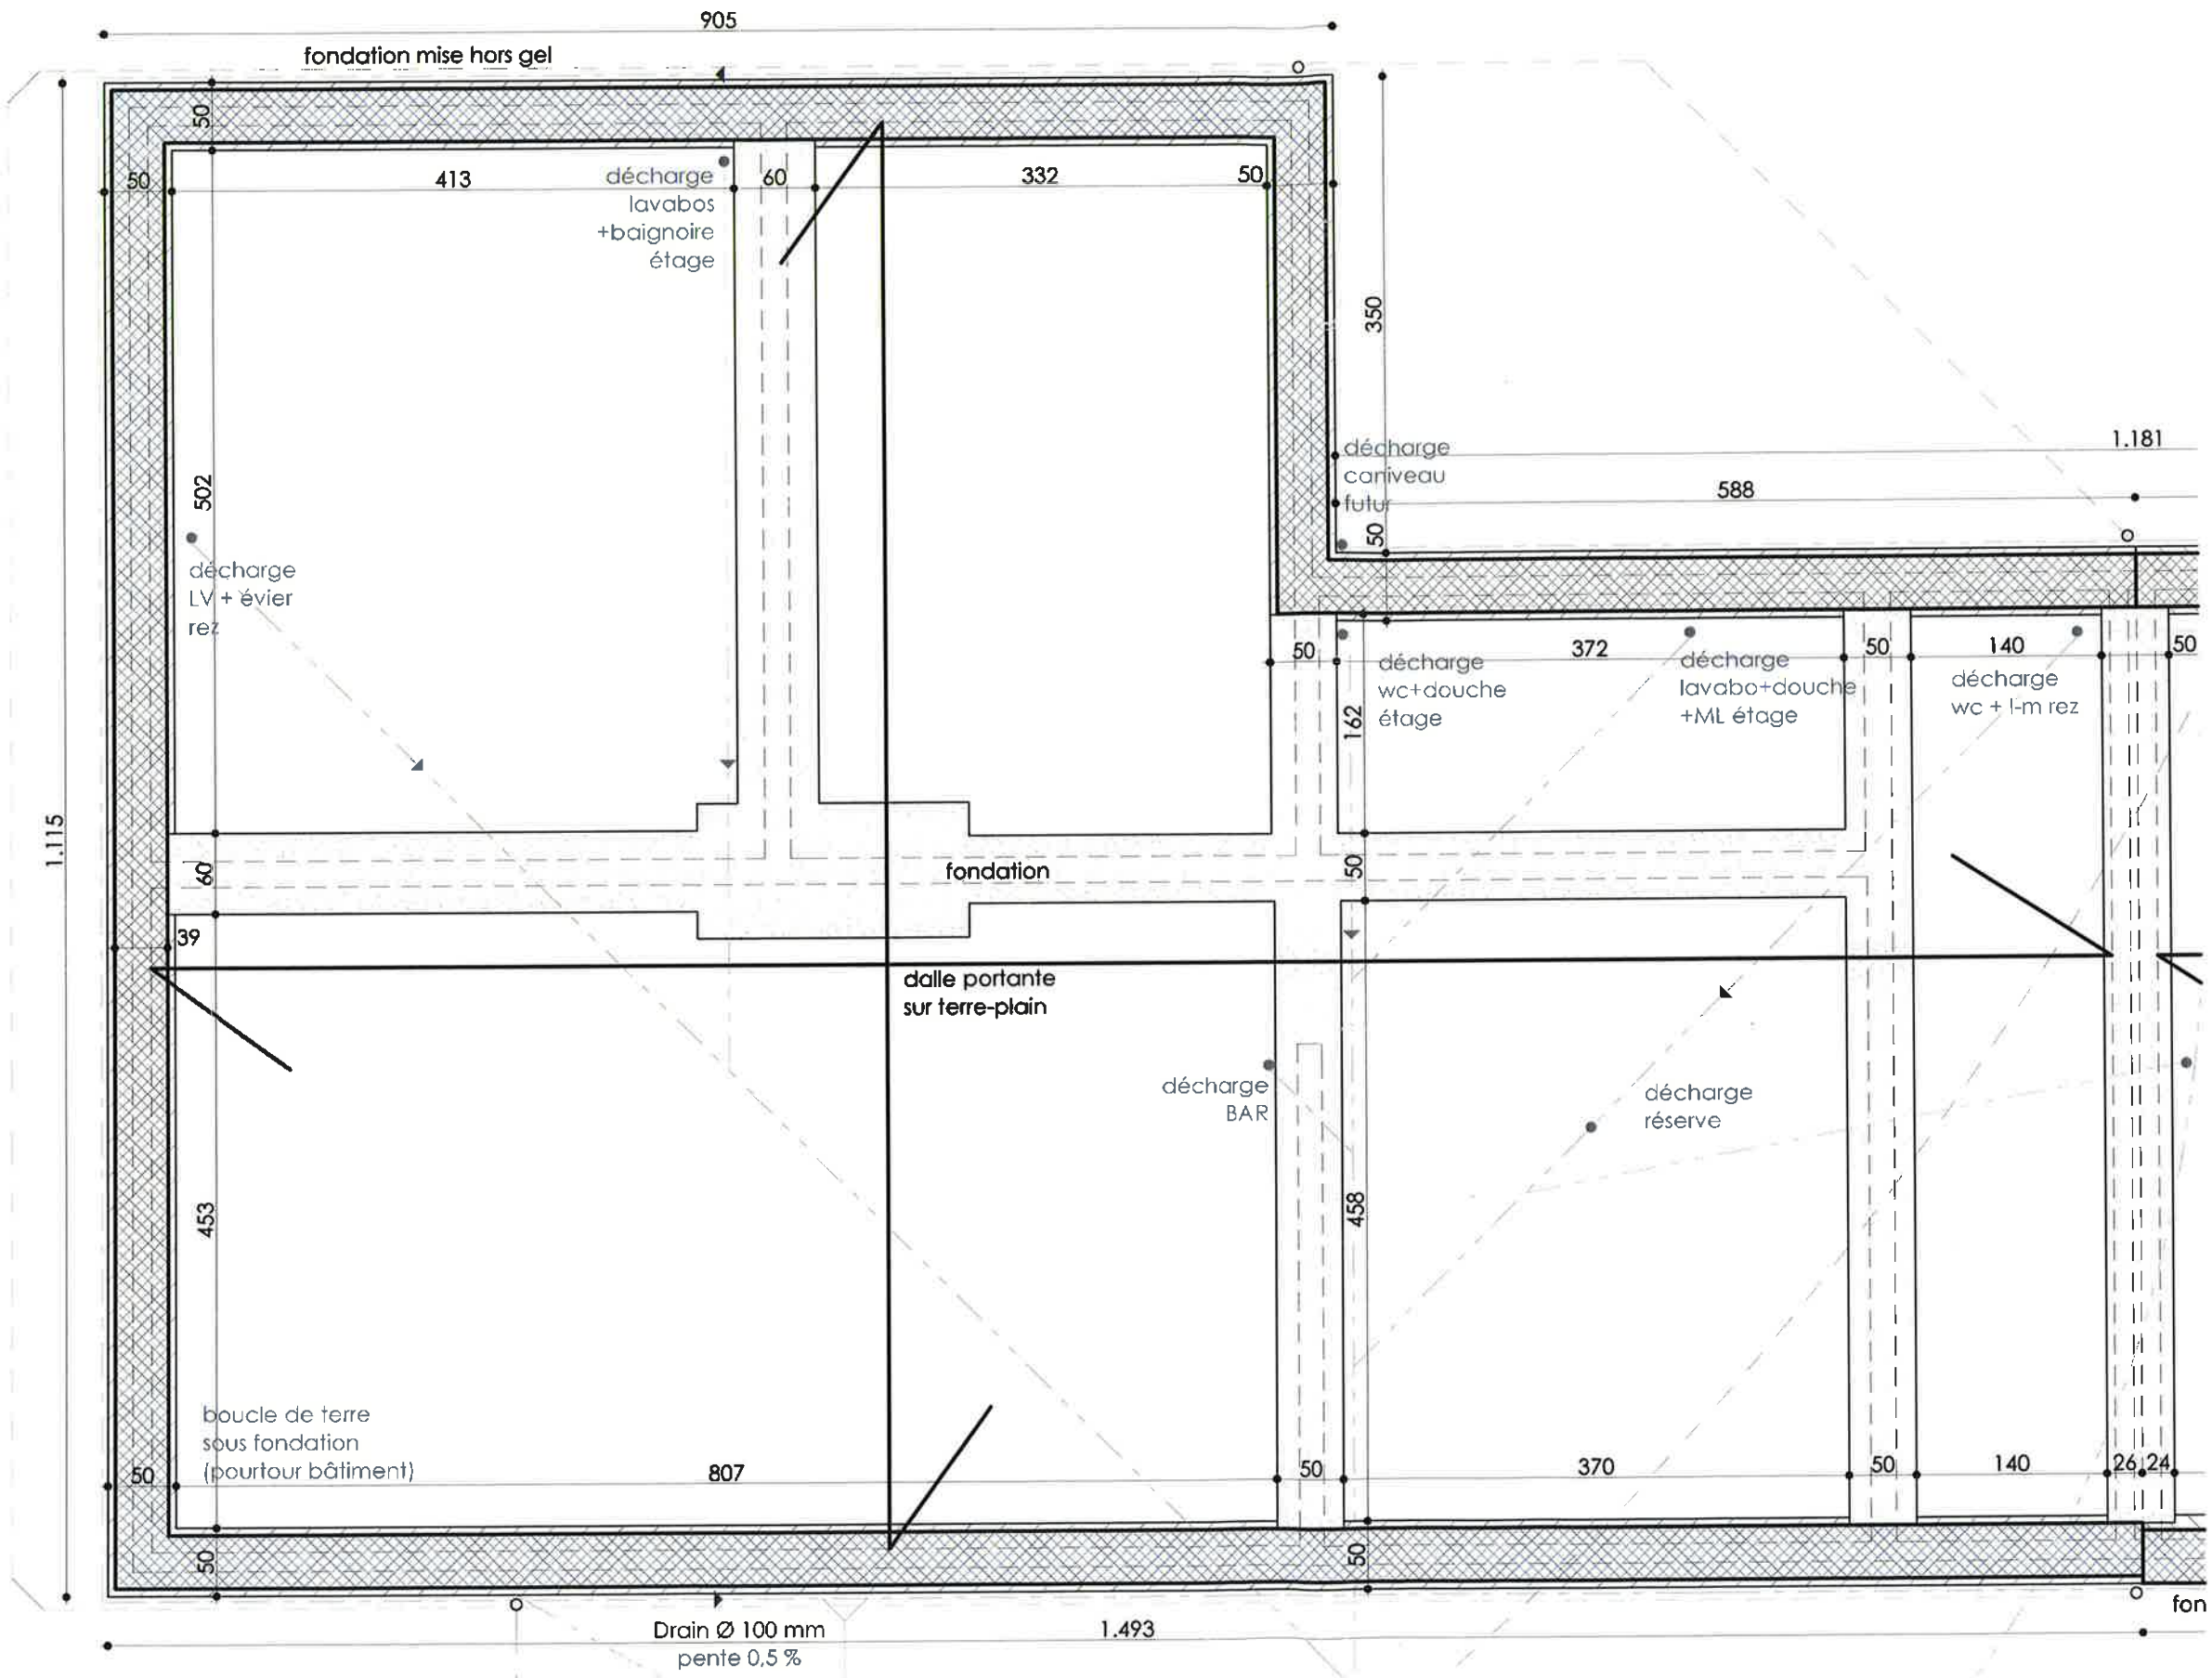 905
fondation mise hors gel
50
50
413
décharge
lavabos
+baignoire
étage
60
332
50
350
1.181
décharge
caniveau
futur
588
50
502
décharge
LV + évier
rez
50
372
50
140
50
décharge
wc+douche
étage
décharge
lavabo+douche
+ML étage
décharge
wc + l-m rez
162
1.115
60
fondation
50
39
dalle portante
sur terre-plain
décharge
BAR
décharge
réserve
453
458
boucle de terre
sous fondation
(pourtour bâtiment)
50
807
50
370
50
140
26
24
50
50
fon
Drain Ø 100 mm
pente 0,5 %
1.493